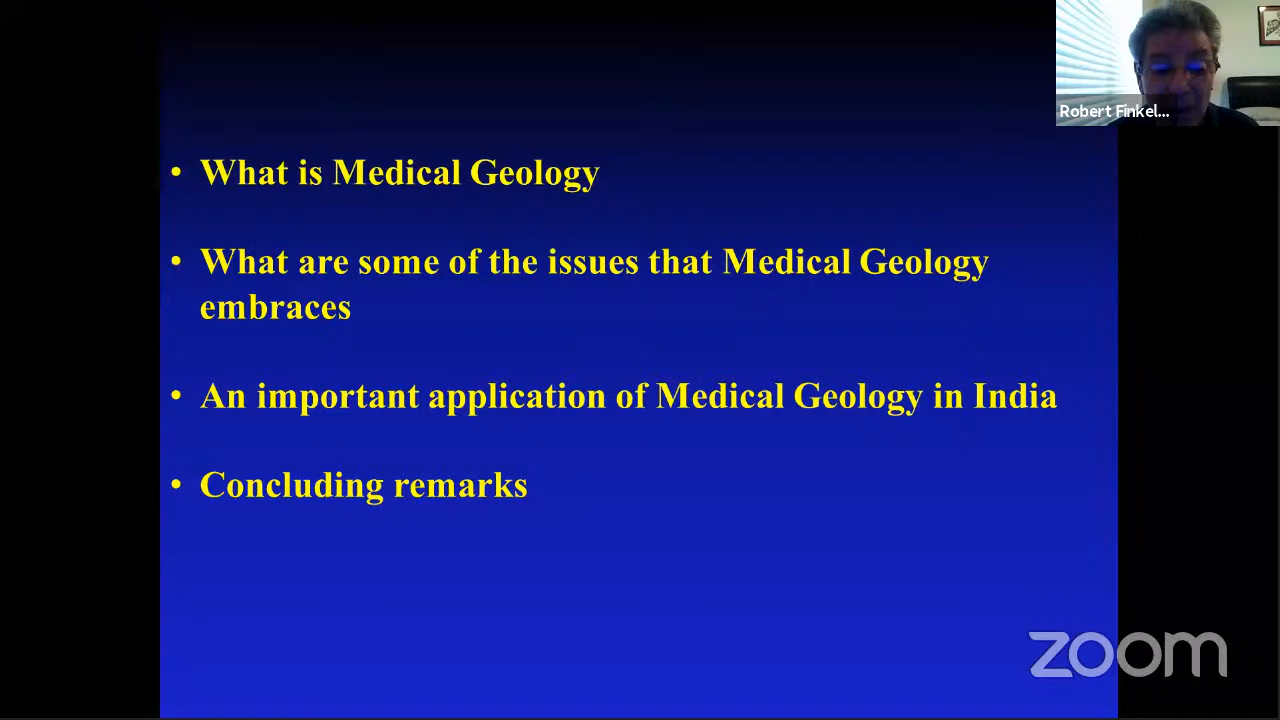 Robert Finkel...
• What is Medical Geology
• What are some of the issues that Medical Geology
embraces
• An important application of Medical Geology in India
• Concluding remarks
zoom